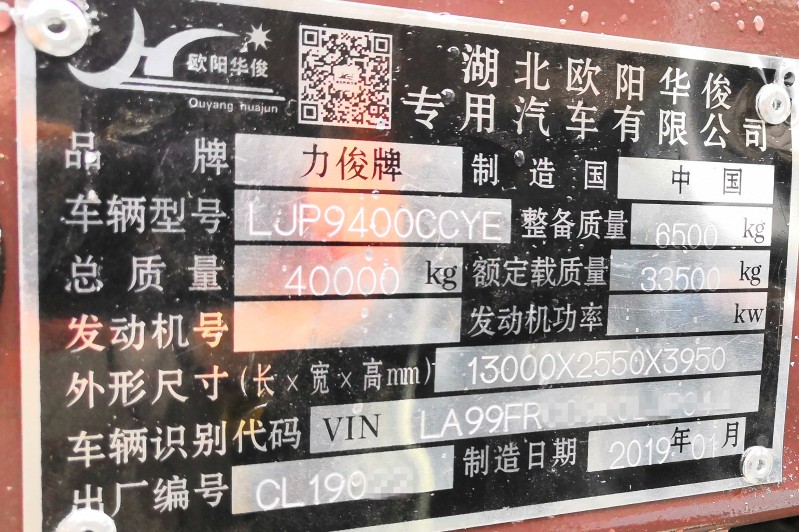 欧阳华俊
Ouyang huajun
湖北欧阳华俊
专用汽车有限公司
品牌 力俊牌 制造国 中国
车辆型号 LJP9400CCYE 整备质量 6500 kg
总质量 40000 kg 额定载质量 33500 kg
发动机号 发动机功率 kw
外形尺寸(长×宽×高mm) 13000X2550X3950
车辆识别代码 VIN LA99FR
出厂编号 CL190 制造日期 2019年01月